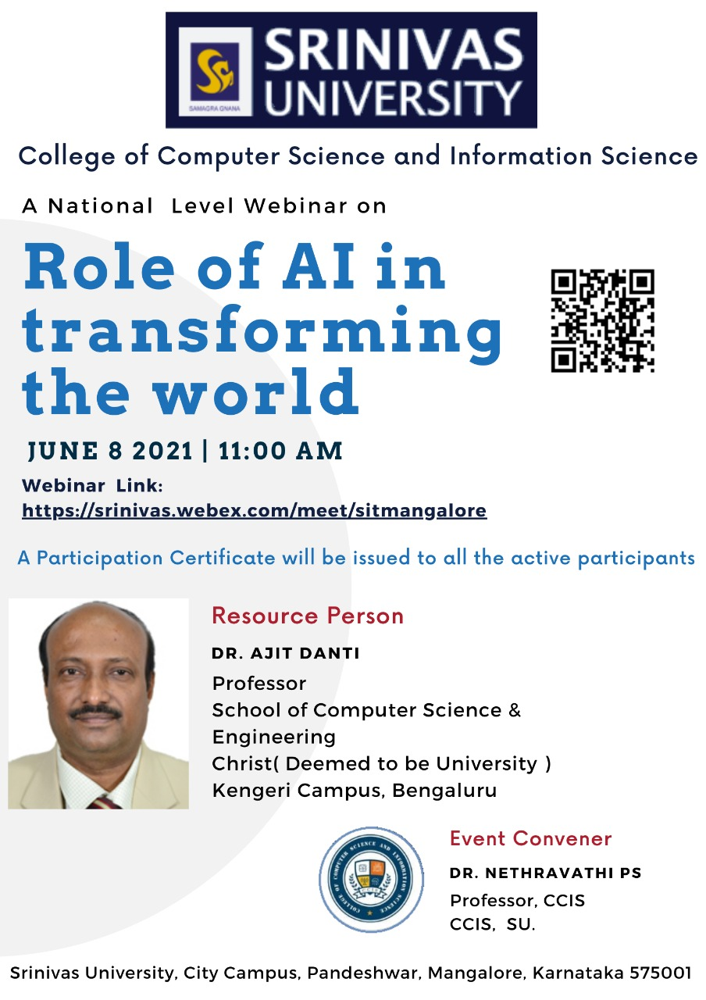 SRINIVAS
UNIVERSITY
SAMAGRA GNANA
College of Computer Science and Information Science
A National Level Webinar on
Role of AI in
transforming
the world
JUNE 8 2021 | 11:00 AM
Webinar Link:
https://srinivas.webex.com/meet/sitmangalore
A Participation Certificate will be issued to all the active participants
Resource Person
DR. AJIT DANTI
Professor
School of Computer Science &
Engineering
Christ( Deemed to be University )
Kengeri Campus, Bengaluru
COLLEGE OF COMPUTER SCIENCE AND INFORMATION SCIENCE
CCIS
Event Convener
DR. NETHRAVATHI PS
Professor, CCIS
CCIS, SU.
Srinivas University, City Campus, Pandeshwar, Mangalore, Karnataka 575001